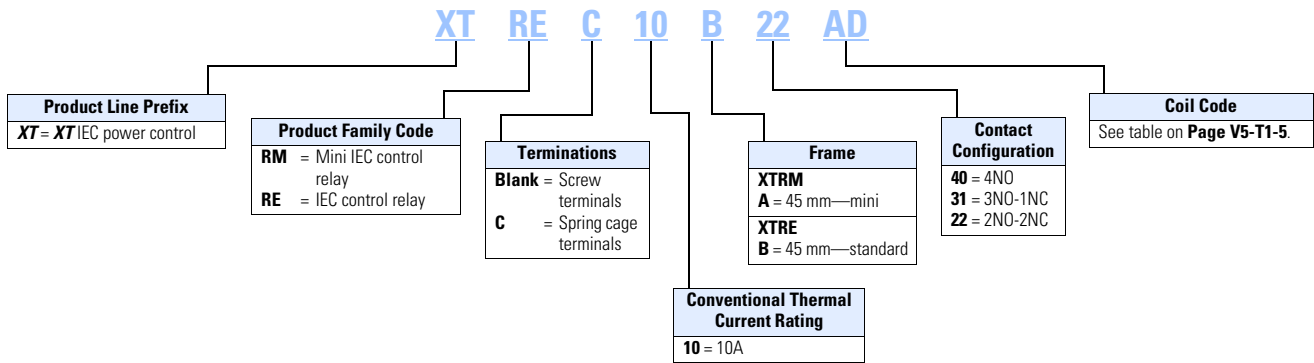 XT RE C 10 B 22 AD
Product Line Prefix
XT = XT IEC power control
Product Family Code
RM = Mini IEC control
relay
RE = IEC control relay
Terminations
Blank = Screw
terminals
C = Spring cage
terminals
Conventional Thermal
Current Rating
10 = 10A
Frame
XTRM
A = 45 mm—mini
XTRE
B = 45 mm—standard
Contact
Configuration
40 = 4NO
31 = 3NO-1NC
22 = 2NO-2NC
Coil Code
See table on Page V5-T1-5.